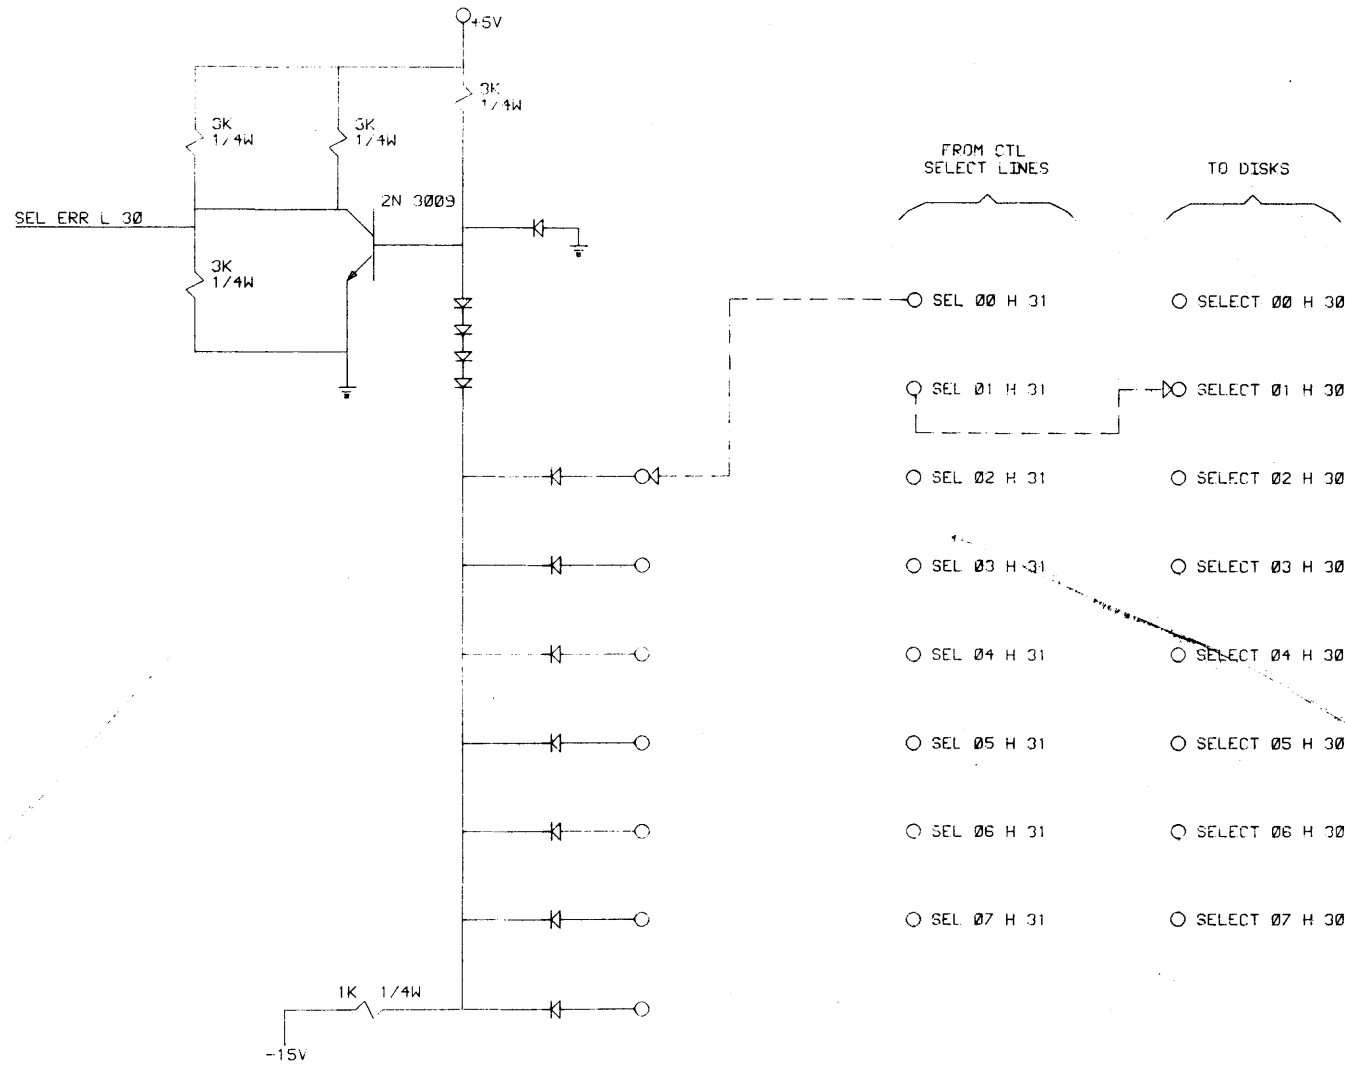 +5V
3K
1/4W
3K
1/4W
3K
1/4W
2N 3009
SEL ERR L 30
3K
1/4W
1K 1/4W
-15V
FROM CTL
SELECT LINES
TO DISKS
SEL 00 H 31
SELECT 00 H 30
SEL 01 H 31
SELECT 01 H 30
SEL 02 H 31
SELECT 02 H 30
SEL 03 H 31
SELECT 03 H 30
SEL 04 H 31
SELECT 04 H 30
SEL 05 H 31
SELECT 05 H 30
SEL 06 H 31
SELECT 06 H 30
SEL 07 H 31
SELECT 07 H 30